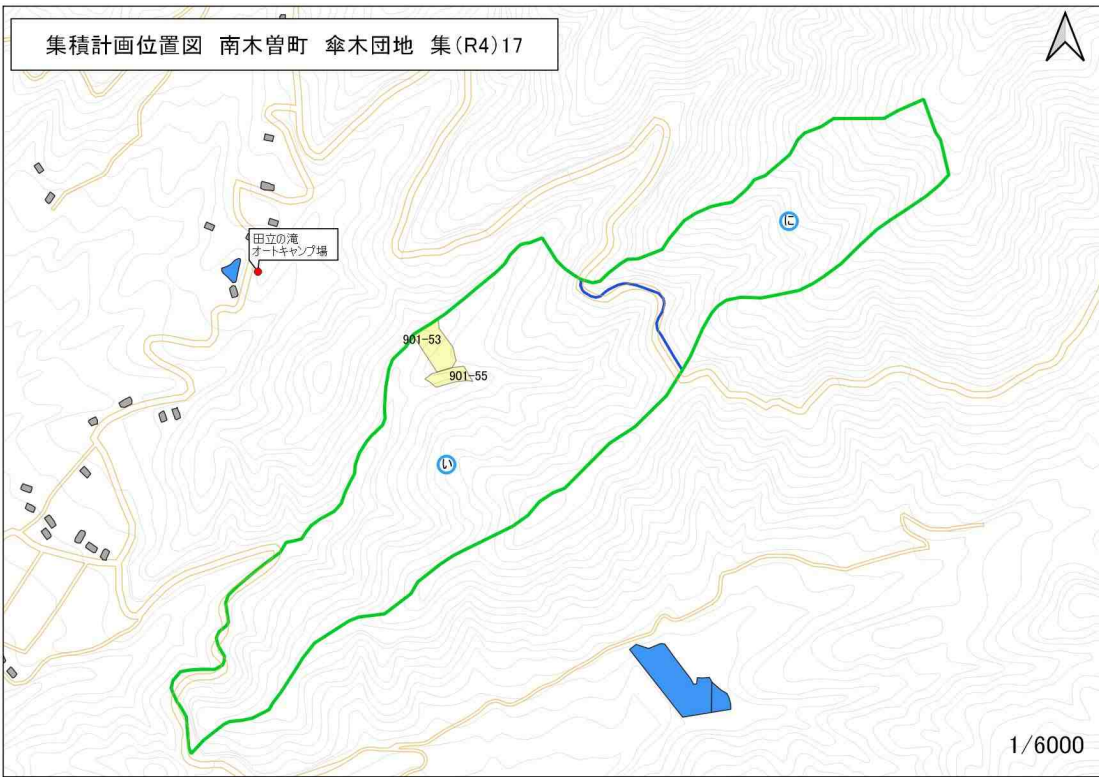 集積計画位置図 南木曽町 傘木団地 集(R4)17
に
田立の滝
オートキャンプ場
901-53
901-55
い
1/6000